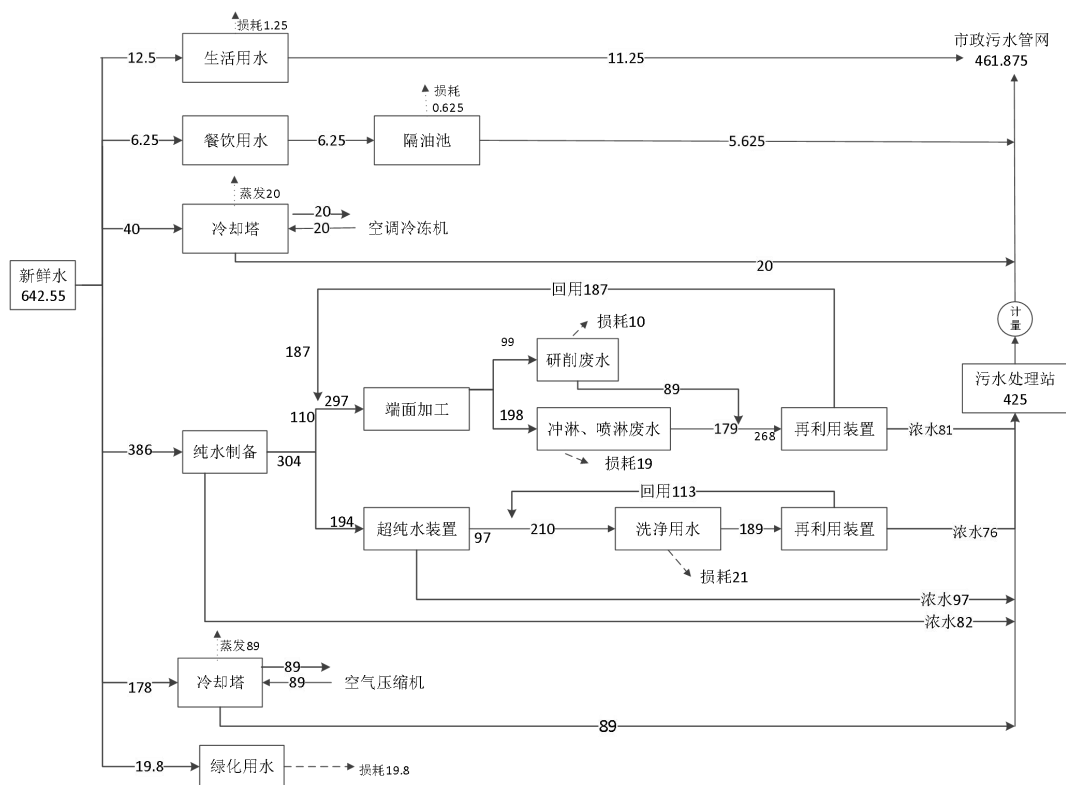 损耗1.25
市政污水管网
461.875
12.5
生活用水
11.25
损耗
0.625
6.25
餐饮用水
6.25
隔油池
5.625
蒸发20
40
冷却塔
20
20
空调冷冻机
20
新鲜水
642.55
回用187
计量
187
99
损耗10
研削废水
89
污水处理站
425
297
110
端面加工
198
冲淋、喷淋废水
179
268
再利用装置
浓水81
损耗19
386
纯水制备
304
回用113
194
超纯水装置
97
210
洗净用水
189
再利用装置
浓水76
损耗21
浓水97
浓水82
蒸发89
178
冷却塔
89
89
空气压缩机
89
19.8
绿化用水
损耗19.8